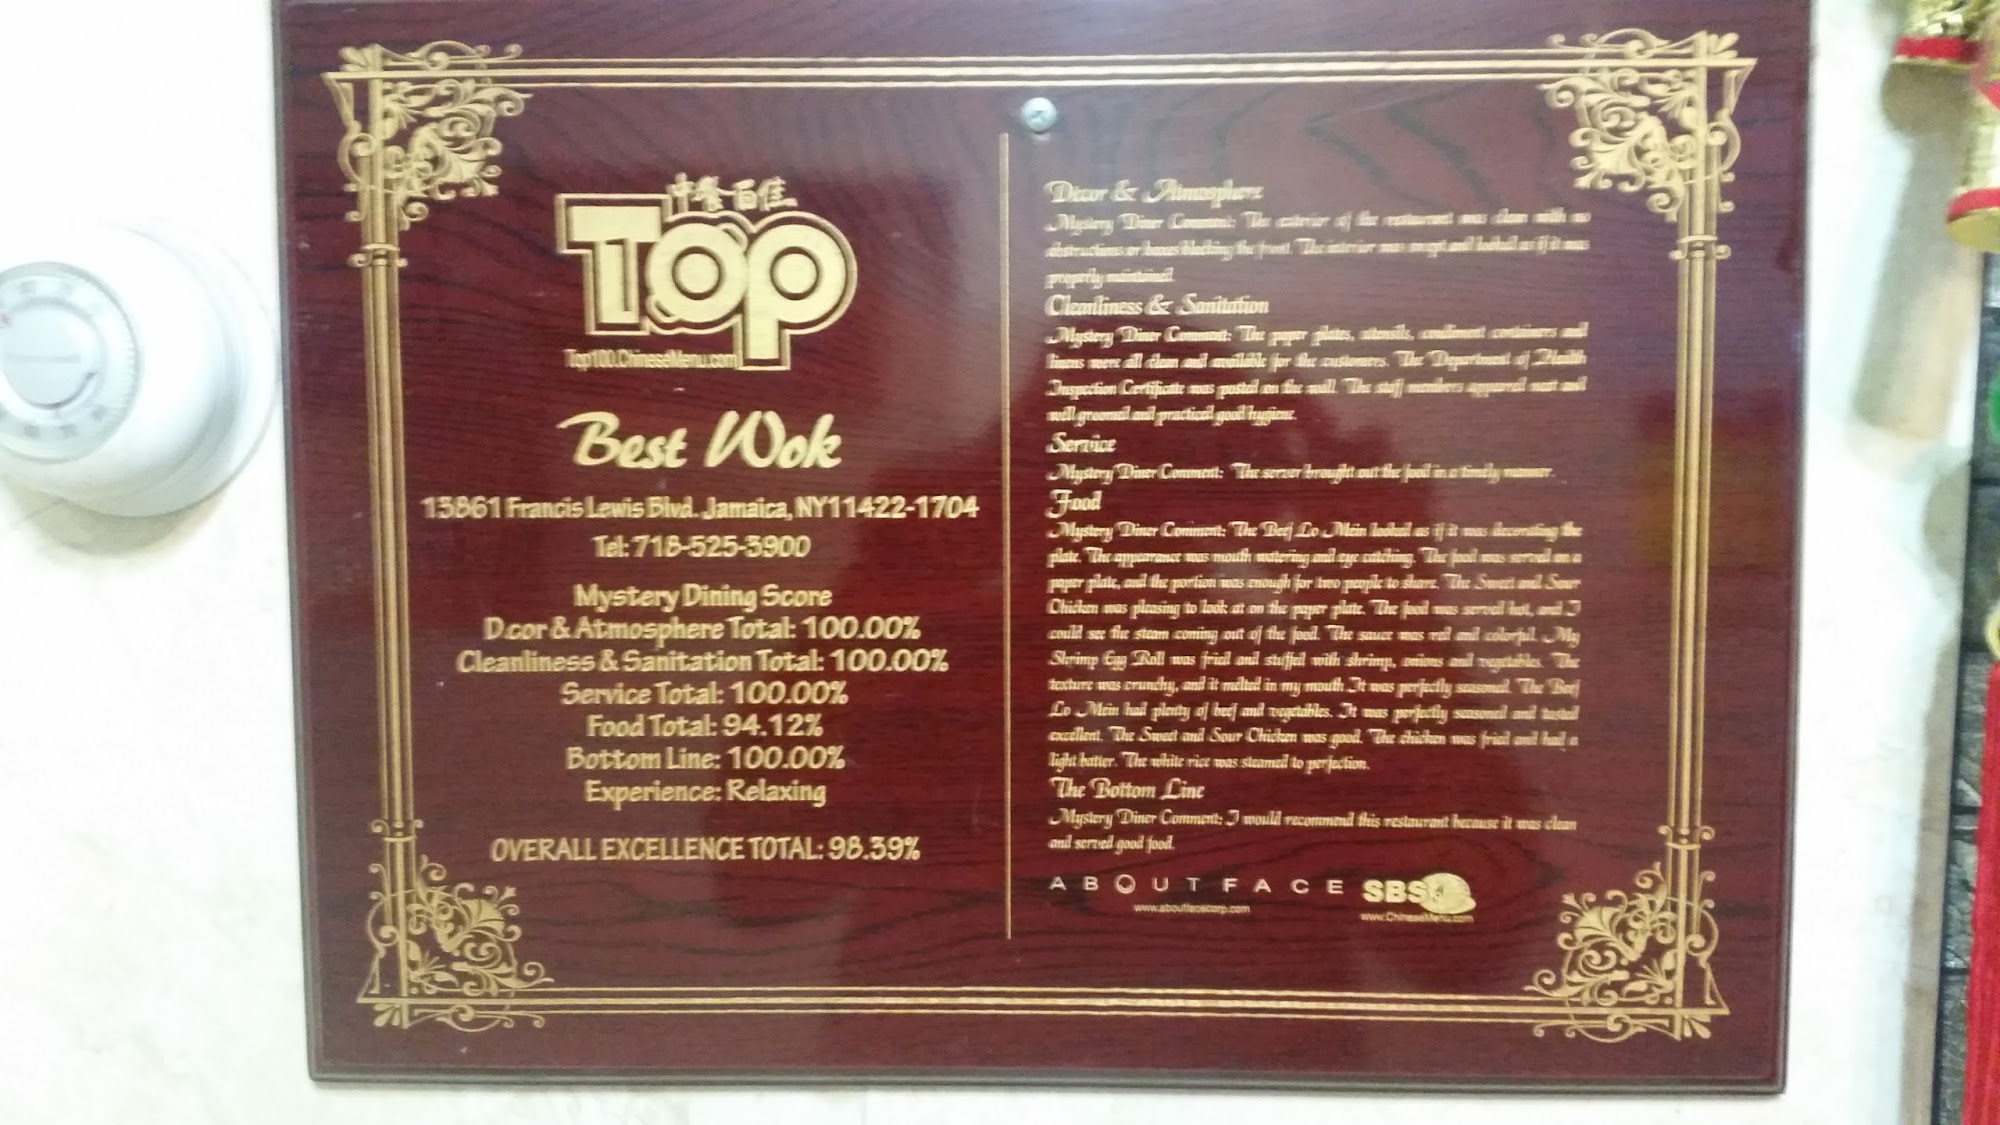 中餐百佳
Top
Top100.ChineseMenu.com
Best Wok
13861 Francis Lewis Blvd. Jamaica, NY11422-1704
Tel: 718-525-3900
Mystery Dining Score
D.cor & Atmosphere Total: 100.00%
Cleanliness & Sanitation Total: 100.00%
Service Total: 100.00%
Food Total: 94.12%
Bottom Line: 100.00%
Experience: Relaxing
OVERALL EXCELLENCE TOTAL: 98.39%
D.cor & Atmosphere
Mystery Diner Comment: The exterior of the restaurant was clean with no
obstructions or boxes blocking the front. The interior was swept and looked as if it was
properly maintained.
Cleanliness & Sanitation
Mystery Diner Comment: The paper plates, utensils, condiment containers and
linens were all clean and available for the customers. The Department of Health
Inspection Certificate was posted on the wall. The staff members appeared neat and
well groomed and practiced good hygiene.
Service
Mystery Diner Comment: The server brought out the food in a timely manner.
Food
Mystery Diner Comment: The Beef Lo Mein looked as if it was decorating the
plate. The appearance was mouth watering and eye catching. The food was served on a
paper plate, and the portion was enough for two people to share. The Sweet and Sour
Chicken was pleasing to look at on the paper plate. The food was served hot, and I
could see the steam coming out of the food. The sauce was red and colorful. My
Shrimp Egg Roll was fried and stuffed with shrimp, onions and vegetables. The
texture was crunchy, and it melted in my mouth It was perfectly seasoned. The Beef
Lo Mein had plenty of beef and vegetables. It was perfectly seasoned and tasted
excellent. The Sweet and Sour Chicken was good. The chicken was fried and had a
light batter. The white rice was steamed to perfection.
The Bottom Line
Mystery Diner Comment: I would recommend this restaurant because it was clean
and served good food.
ABOUT FACE SBS
www.aboutfacecorp.com www.ChineseMenu.com